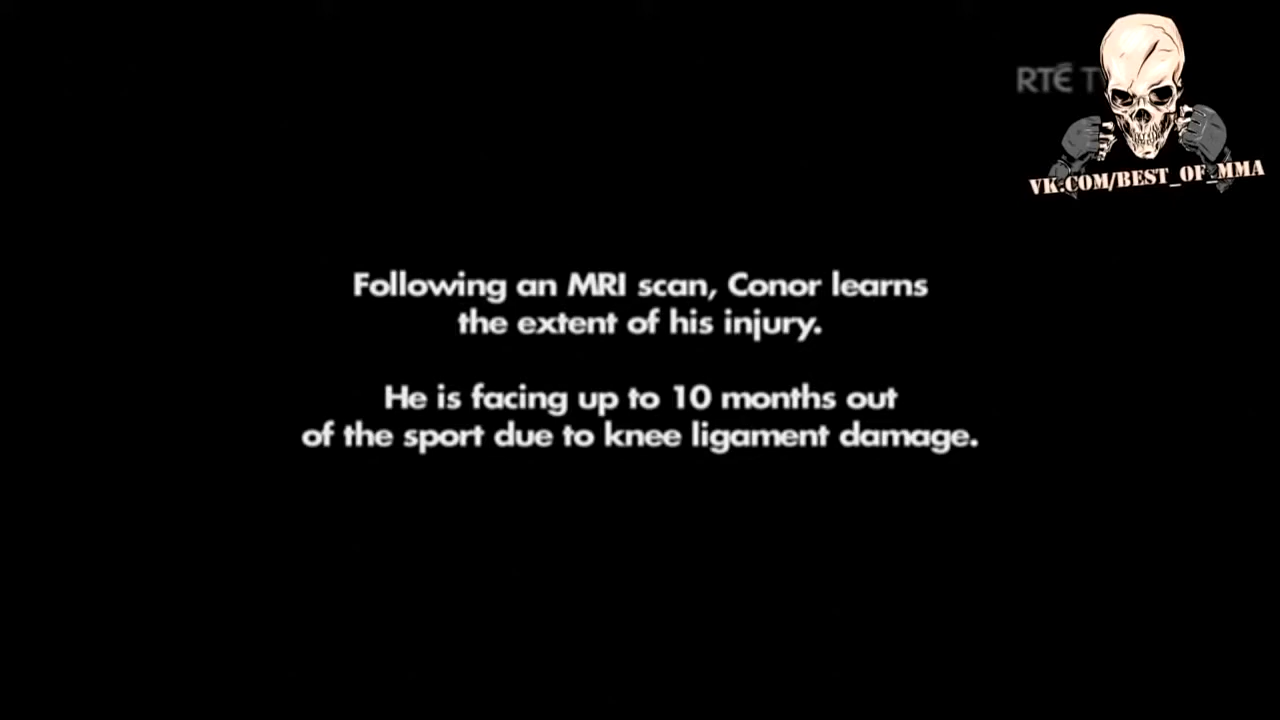 RTÉ
VK.COM/BEST_OF_MMA
Following an MRI scan, Conor learns
the extent of his injury.
He is facing up to 10 months out
of the sport due to knee ligament damage.